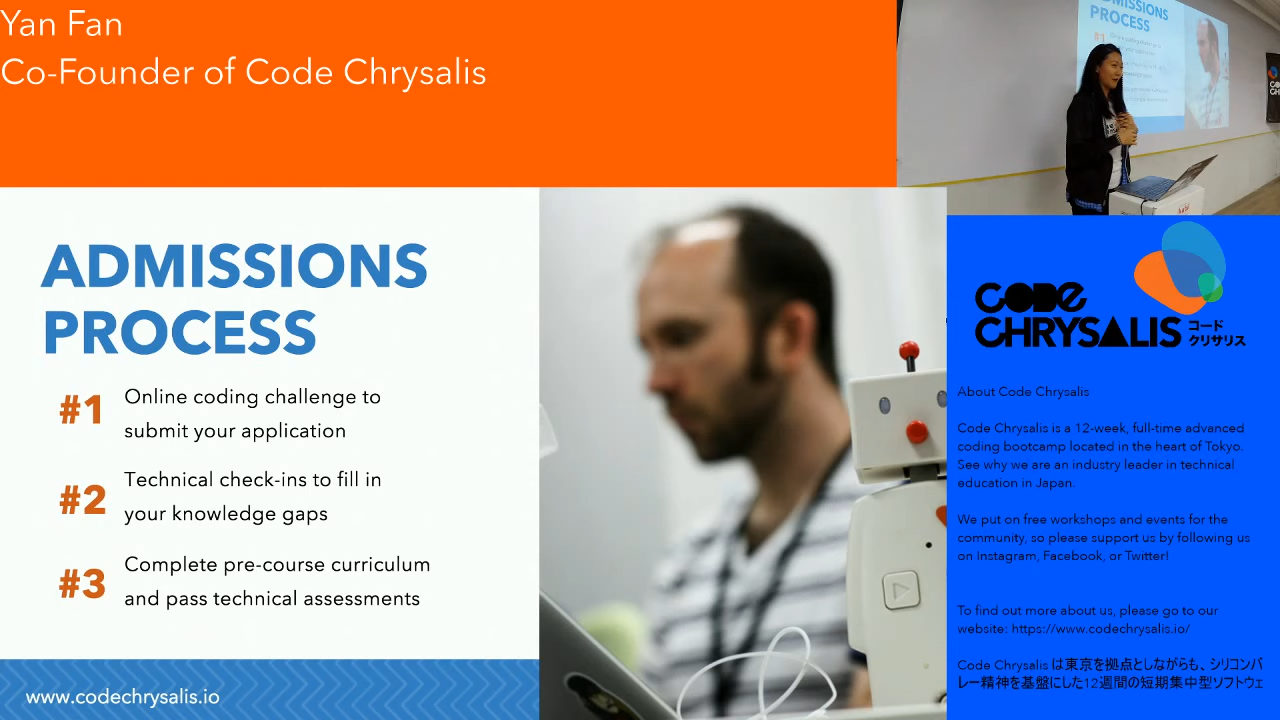 Yan Fan
Co-Founder of Code Chrysalis
ADMISSIONS
PROCESS
#1
Online coding challenge to
submit your application
#2
Technical check-ins to fill in
your knowledge gaps
#3
Complete pre-course curriculum
and pass technical assessments
www.codechrysalis.io
ADMISSIONS
PROCESS
#1
CODE
CHRYSALIS
コード
クリサリス
About Code Chrysalis
Code Chrysalis is a 12-week, full-time advanced
coding bootcamp located in the heart of Tokyo.
See why we are an industry leader in technical
education in Japan.
We put on free workshops and events for the
community, so please support us by following us
on Instagram, Facebook, or Twitter!
To find out more about us, please go to our
website: https://www.codechrysalis.io/
Code Chrysalis は東京を拠点としながらも、シリコンバ
レー精神を基盤にした12週間の短期集中型ソフトウェ